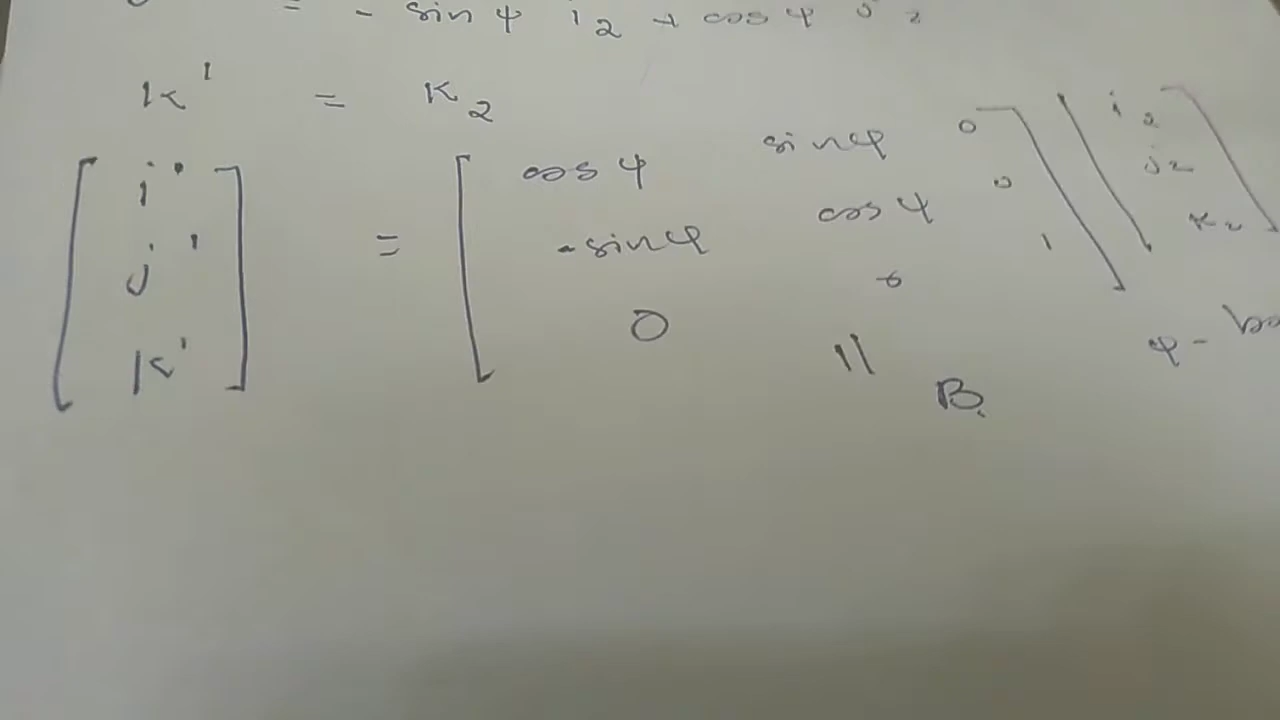 = - sin ψ i₂ + cos ψ j₂
k' = k₂
[ i' ] = [ cos ψ sin ψ 0 ] [ i₂ ]
[ j' ] [ -sin ψ cos ψ 0 ] [ j₂ ]
[ k' ] [ 0 0 1 ] [ k₂ ]
ψ -
||
B